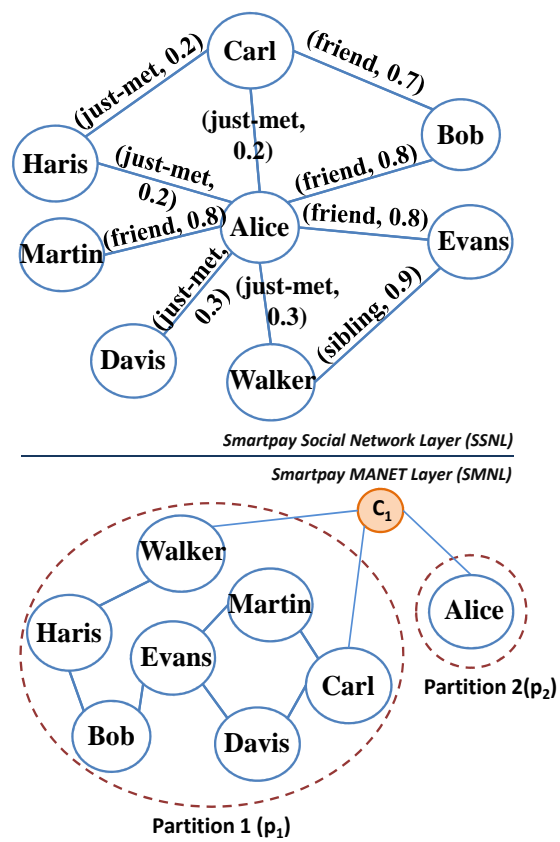 Carl
(just-met, 0.2)
(friend, 0.7)
(just-met,
0.2)
Bob
Haris
(just-met,
0.2)
(friend, 0.8)
Martin
(friend, 0.8)
Alice
(friend, 0.8)
Evans
(just-met,
0.3)
(just-met,
0.3)
(sibling, 0.9)
Davis
Walker
Smartpay Social Network Layer (SSNL)
Smartpay MANET Layer (SMNL)
C1
Walker
Martin
Alice
Haris
Evans
Carl
Partition 2(p2)
Bob
Davis
Partition 1 (p1)